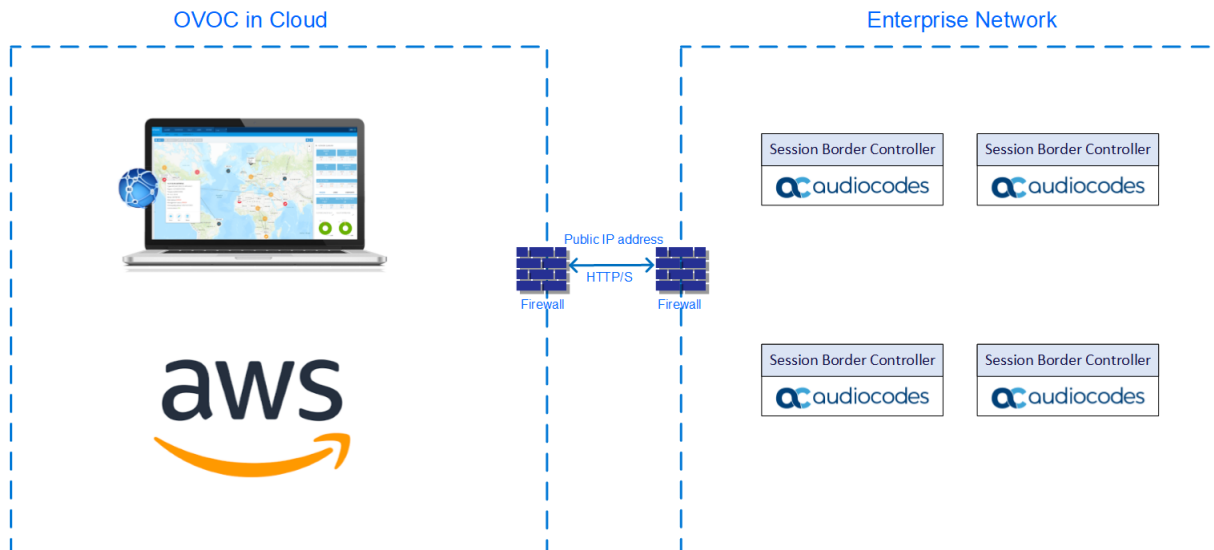 OVOC in Cloud
Enterprise Network
Session Border Controller
audiocodes
Session Border Controller
audiocodes
Public IP address
HTTP/S
Firewall
Firewall
Session Border Controller
audiocodes
Session Border Controller
audiocodes
aws